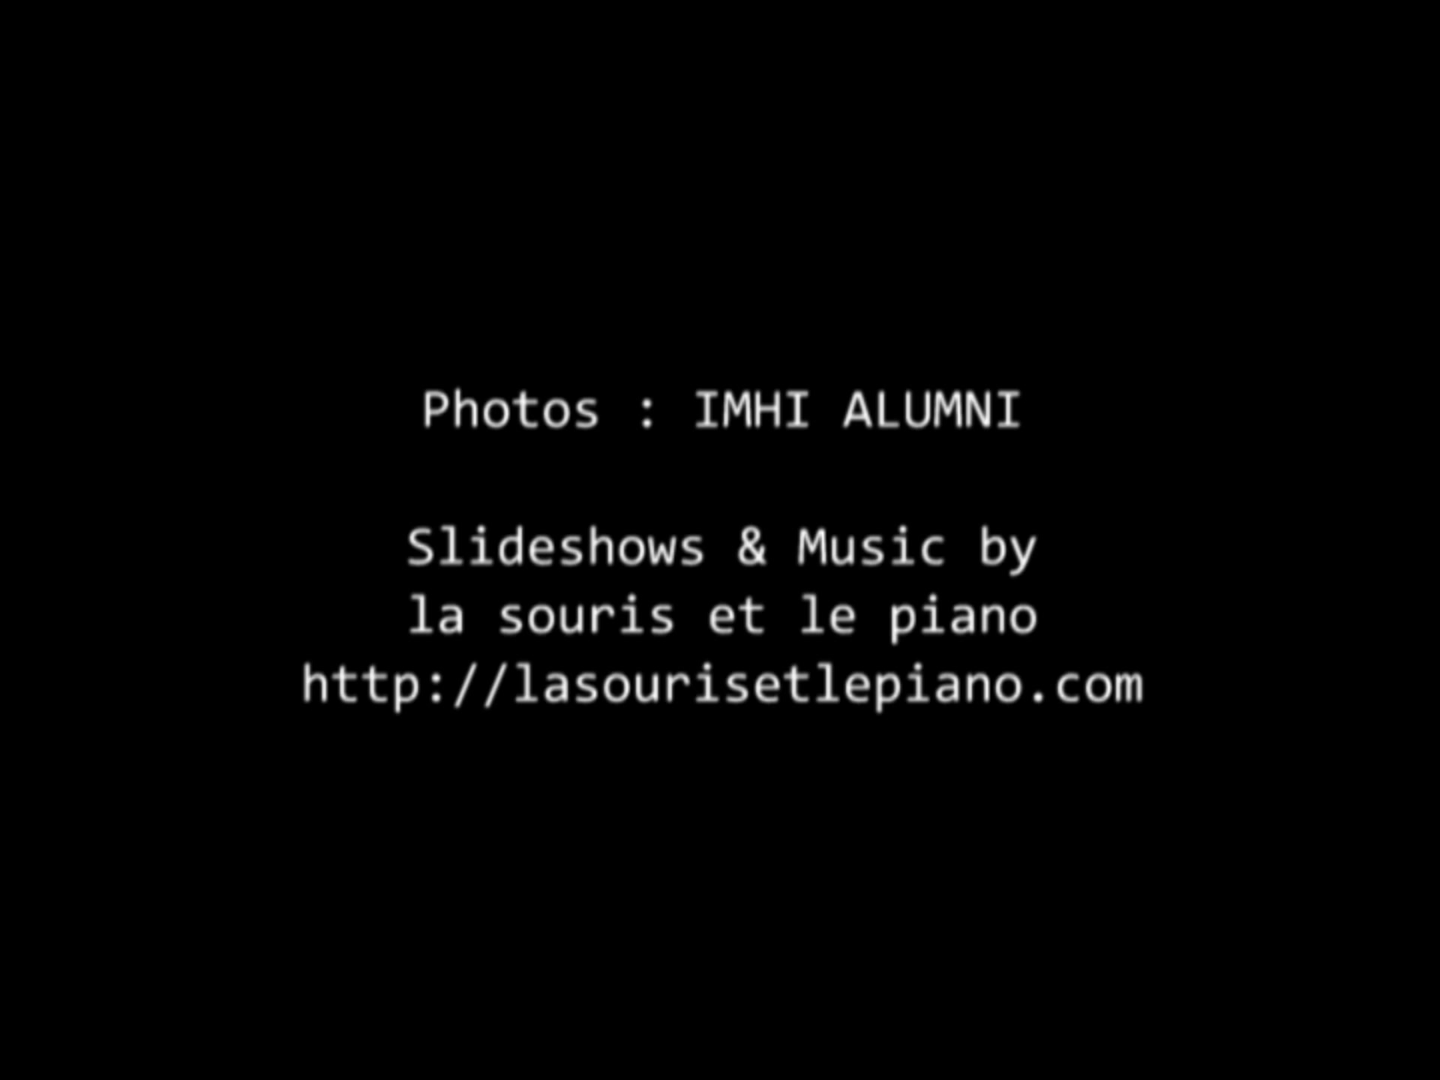 Photos : IMHI ALUMNI
Slideshows & Music by
la souris et le piano
http://lasourisetlepiano.com